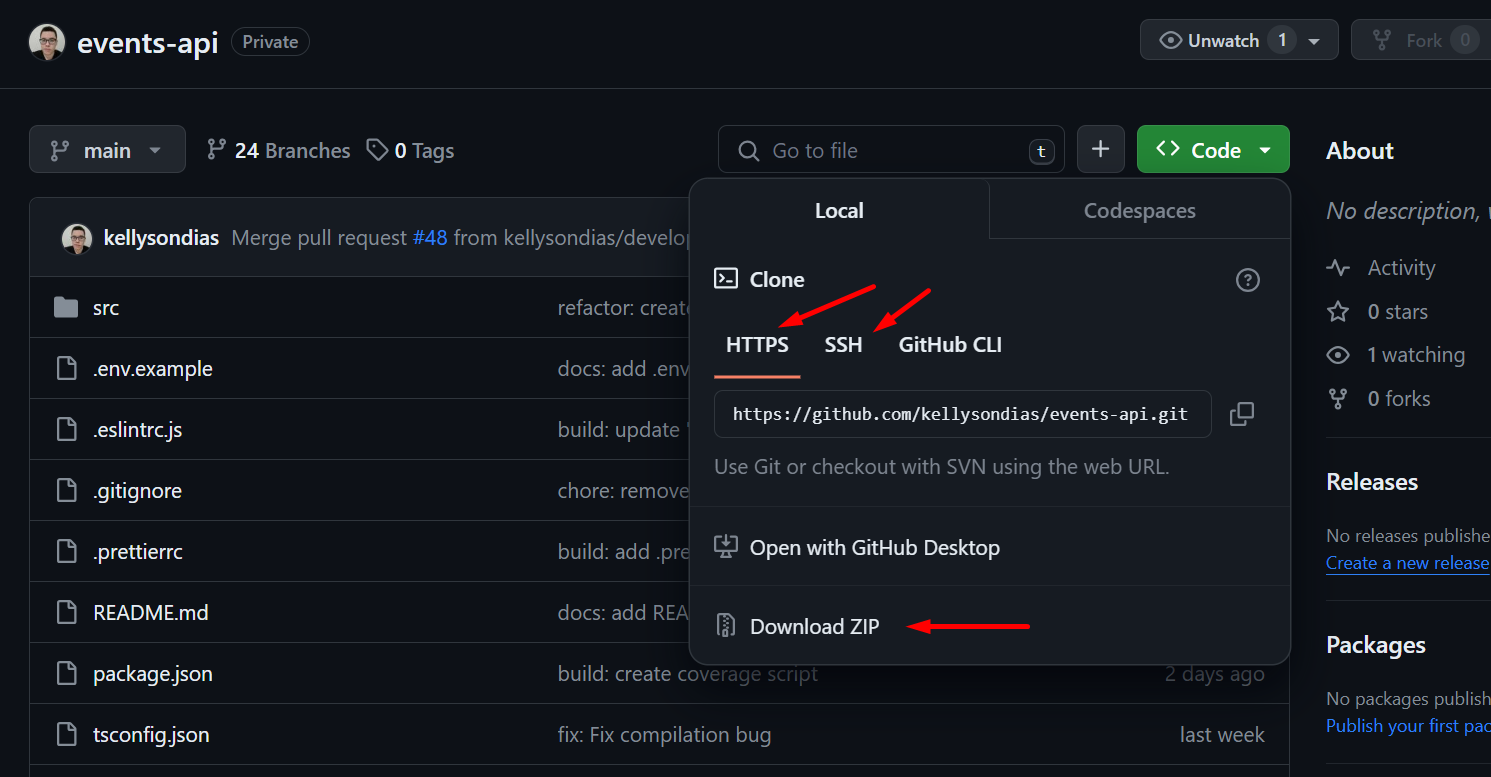 events-api Private Unwatch 1 Fork 0
main 24 Branches 0 Tags Go to file t Code About
No description,
kellysondias Merge pull request #48 from kellysondias/develop
Local Codespaces
Clone
HTTPS SSH GitHub CLI
https://github.com/kellysondias/events-api.git
Use Git or checkout with SVN using the web URL.
Open with GitHub Desktop
Download ZIP
src refactor: create
.env.example docs: add .env
.eslintrc.js build: update
.gitignore chore: remove
.prettierrc build: add .pre
README.md docs: add REA
package.json build: create coverage script 2 days ago
tsconfig.json fix: Fix compilation bug last week
Activity
0 stars
1 watching
0 forks
Releases
No releases publishe
Create a new release
Packages
No packages publish
Publish your first pac